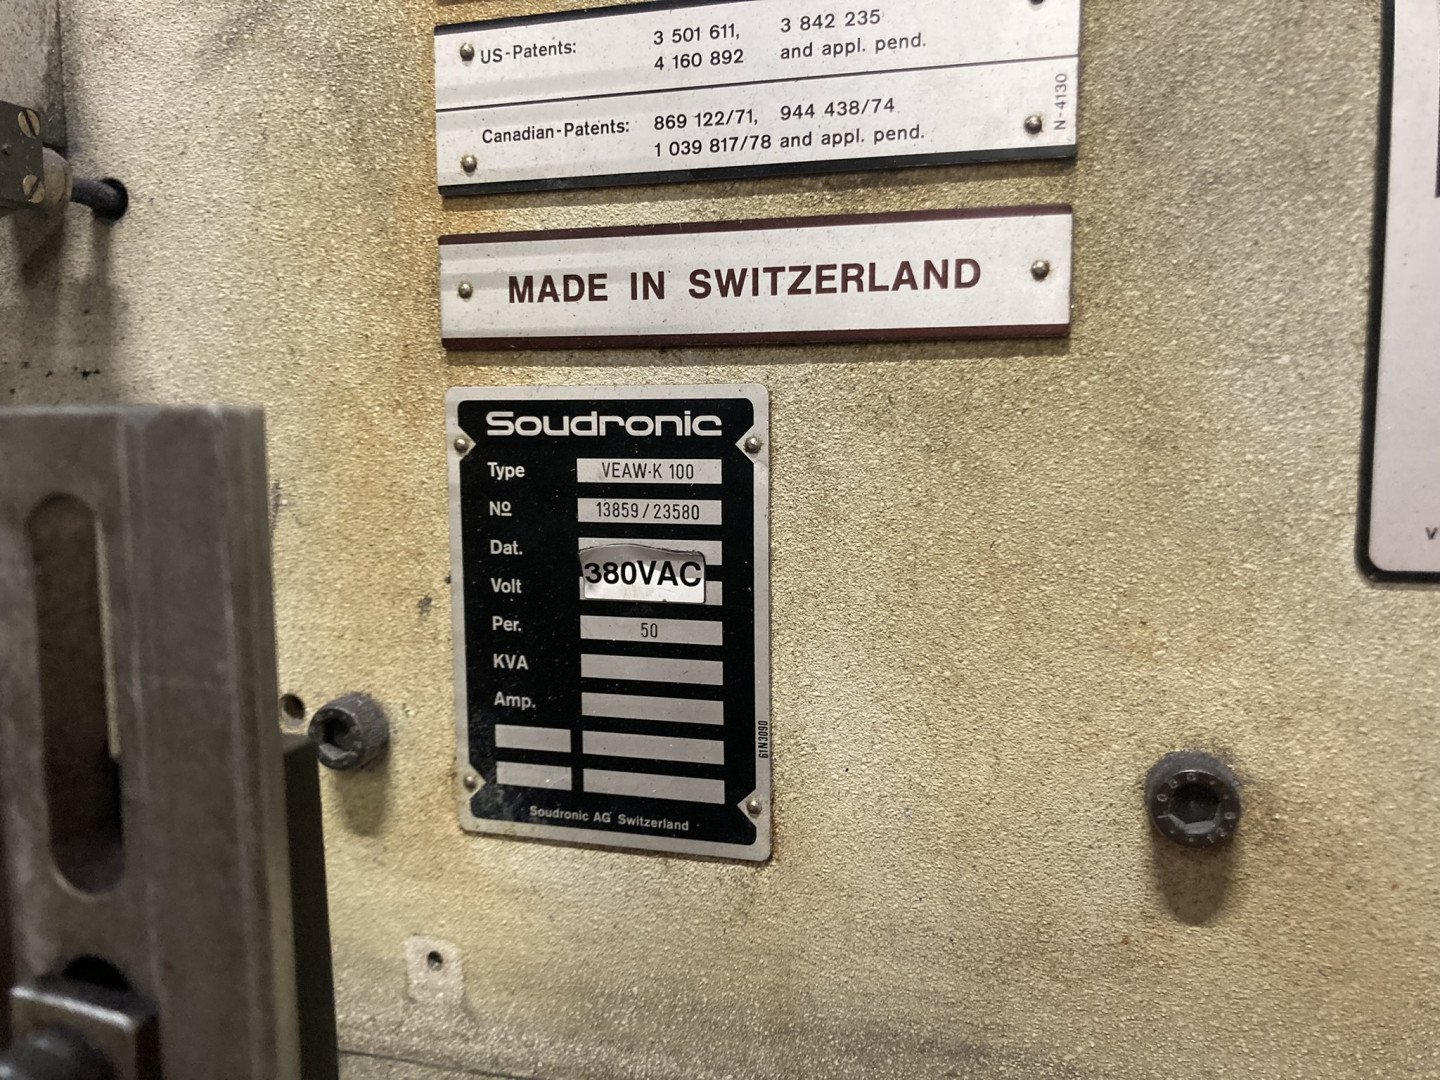 US-Patents: 3 501 611, 3 842 235
4 160 892 and appl. pend.
Canadian-Patents: 869 122/71, 944 438/74
1 039 817/78 and appl. pend.
N-4130
MADE IN SWITZERLAND
Soudronic
Type VEAW-K 100
Nº 13859/23580
Dat.
380VAC
Volt
Per. 50
KVA
Amp.
61N3090
Soudronic AG Switzerland
V